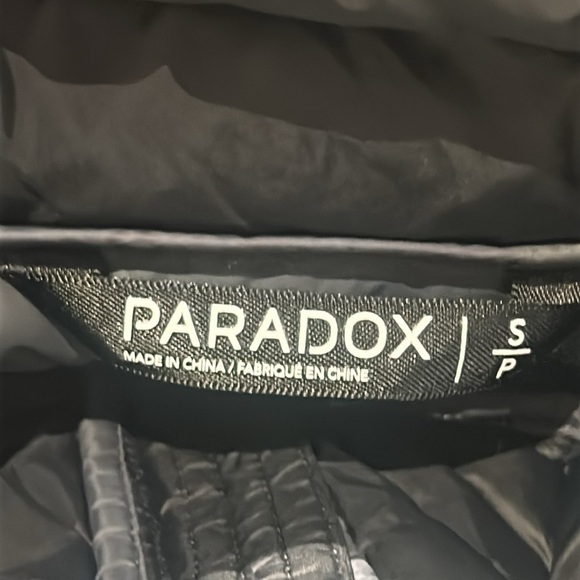 PARADOX
MADE IN CHINA / FABRIQUÉ EN CHINE
S
P